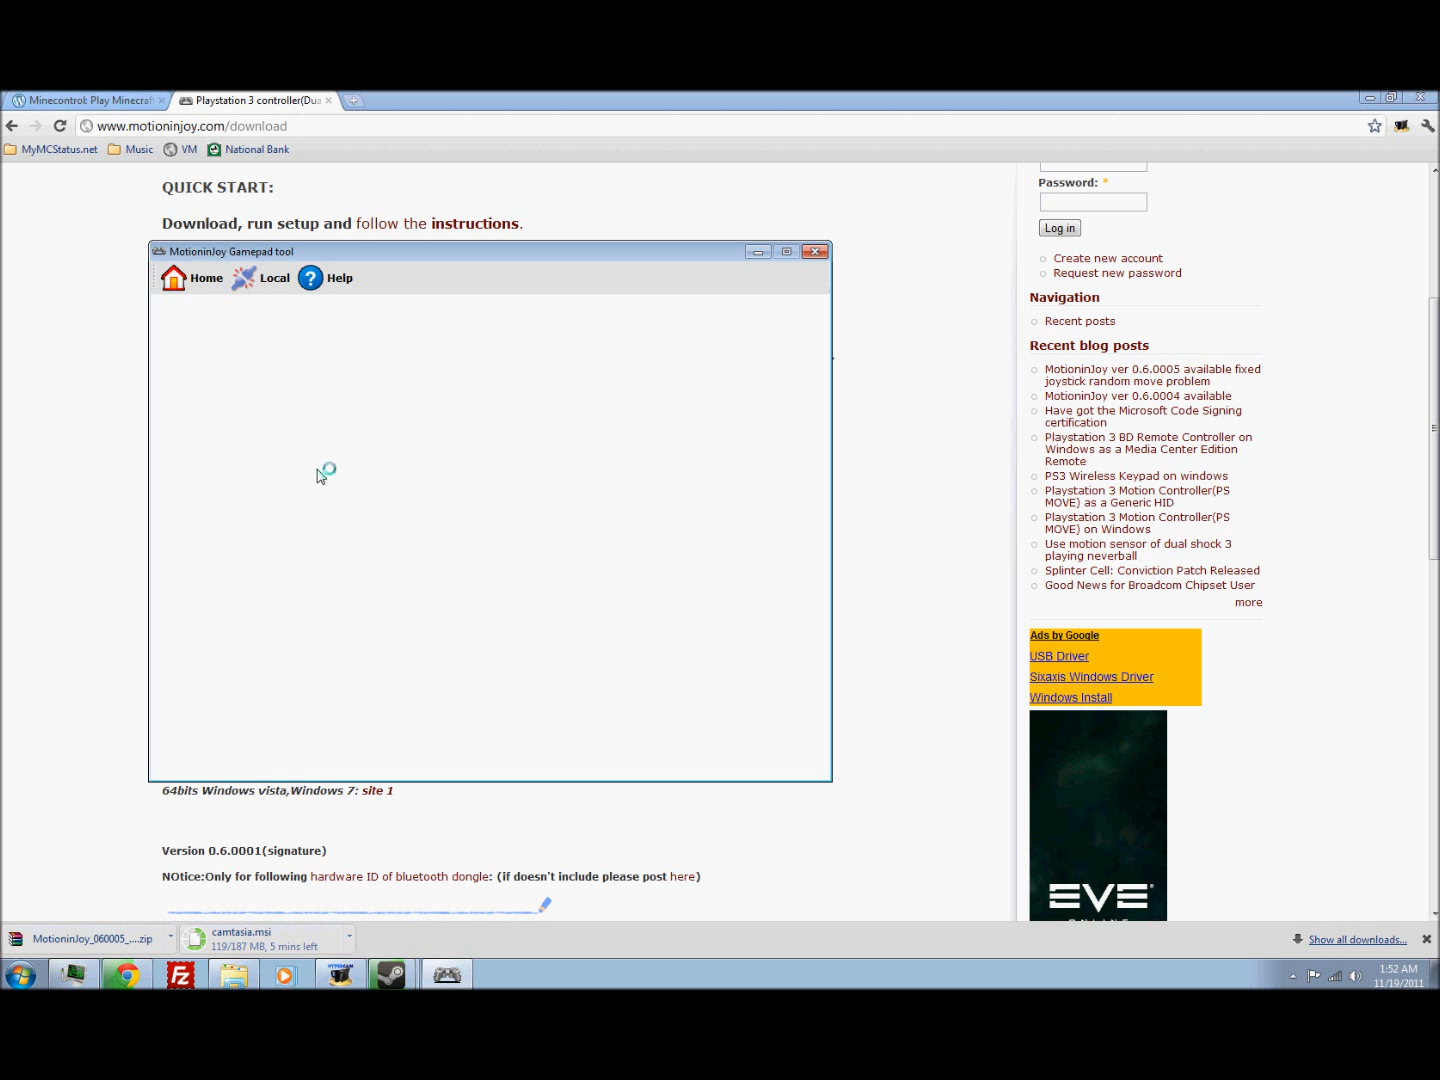 Minecontrol: Play Minecraft
Playstation 3 controller(Dua
www.motioninjoy.com/download
MyMCStatus.net
Music
VM
National Bank
QUICK START:
Download, run setup and follow the instructions.
MotioninJoy Gamepad tool
Home
Local
Help
64bits Windows vista,Windows 7: site 1
Version 0.6.0001(signature)
NOtice:Only for following hardware ID of bluetooth dongle: (if doesn't include please post here)
Password: *
Log in
Create new account
Request new password
Navigation
Recent posts
Recent blog posts
MotioninJoy ver 0.6.0005 available fixed
joystick random move problem
MotioninJoy ver 0.6.0004 available
Have got the Microsoft Code Signing
certification
Playstation 3 BD Remote Controller on
Windows as a Media Center Edition
Remote
PS3 Wireless Keypad on windows
Playstation 3 Motion Controller(PS
MOVE) as a Generic HID
Playstation 3 Motion Controller(PS
MOVE) on Windows
Use motion sensor of dual shock 3
playing neverball
Splinter Cell: Conviction Patch Released
Good News for Broadcom Chipset User
more
Ads by Google
USB Driver
Sixaxis Windows Driver
Windows Install
EVE
MotioninJoy_060005_....zip
camtasia.msi
119/187 MB, 5 mins left
Show all downloads...
Fz
HYPERCAM
1:52 AM
11/19/2011